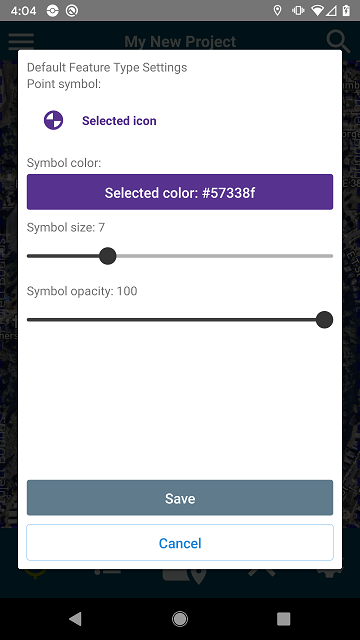 4:04
My New Project
Default Feature Type Settings
Point symbol:
Selected icon
Symbol color:
Selected color: #57338f
Symbol size: 7
Symbol opacity: 100
Save
Cancel